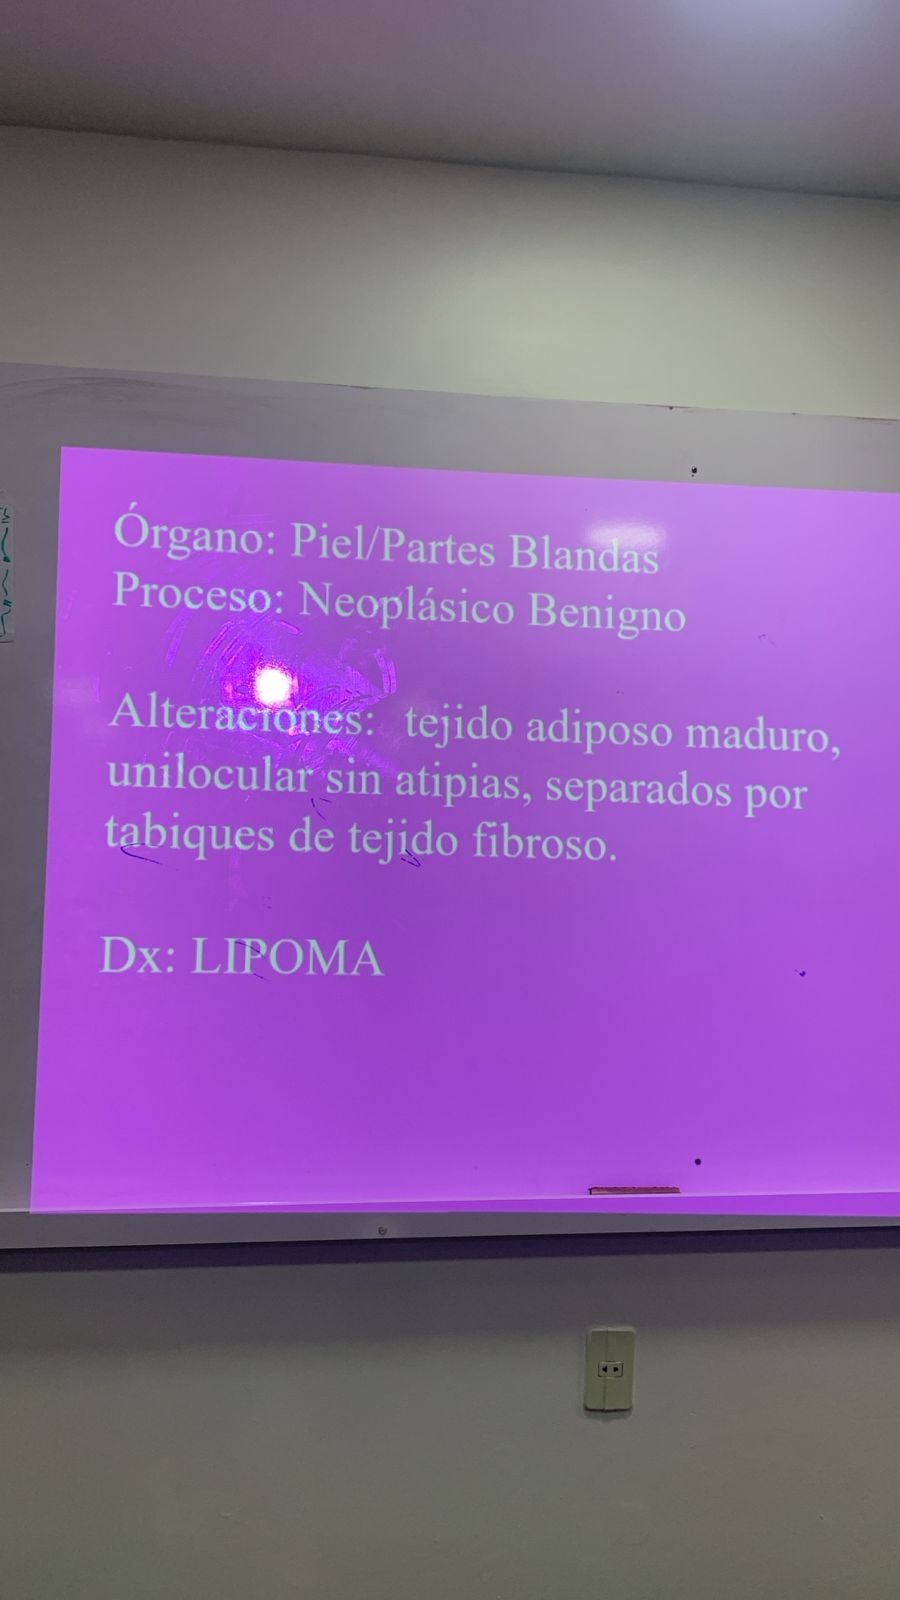 Órgano: Piel/Partes Blandas
Proceso: Neoplásico Benigno
Alteraciones: tejido adiposo maduro,
unilocular sin atipias, separados por
tabiques de tejido fibroso.
Dx: LIPOMA